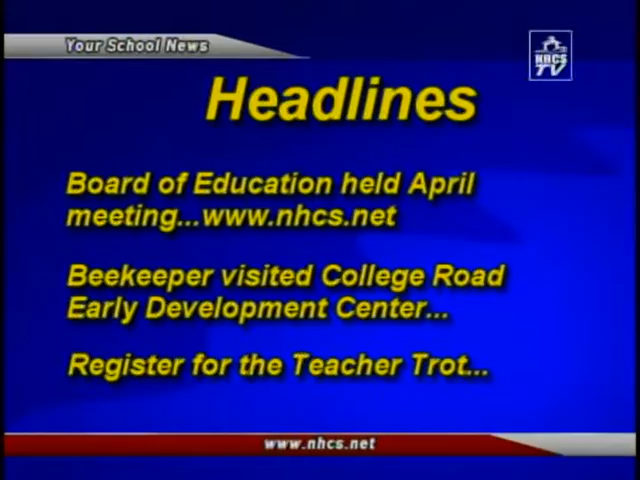 Your School News
NHCS
TV
Headlines
Board of Education held April
meeting...www.nhcs.net
Beekeeper visited College Road
Early Development Center...
Register for the Teacher Trot...
www.nhcs.net